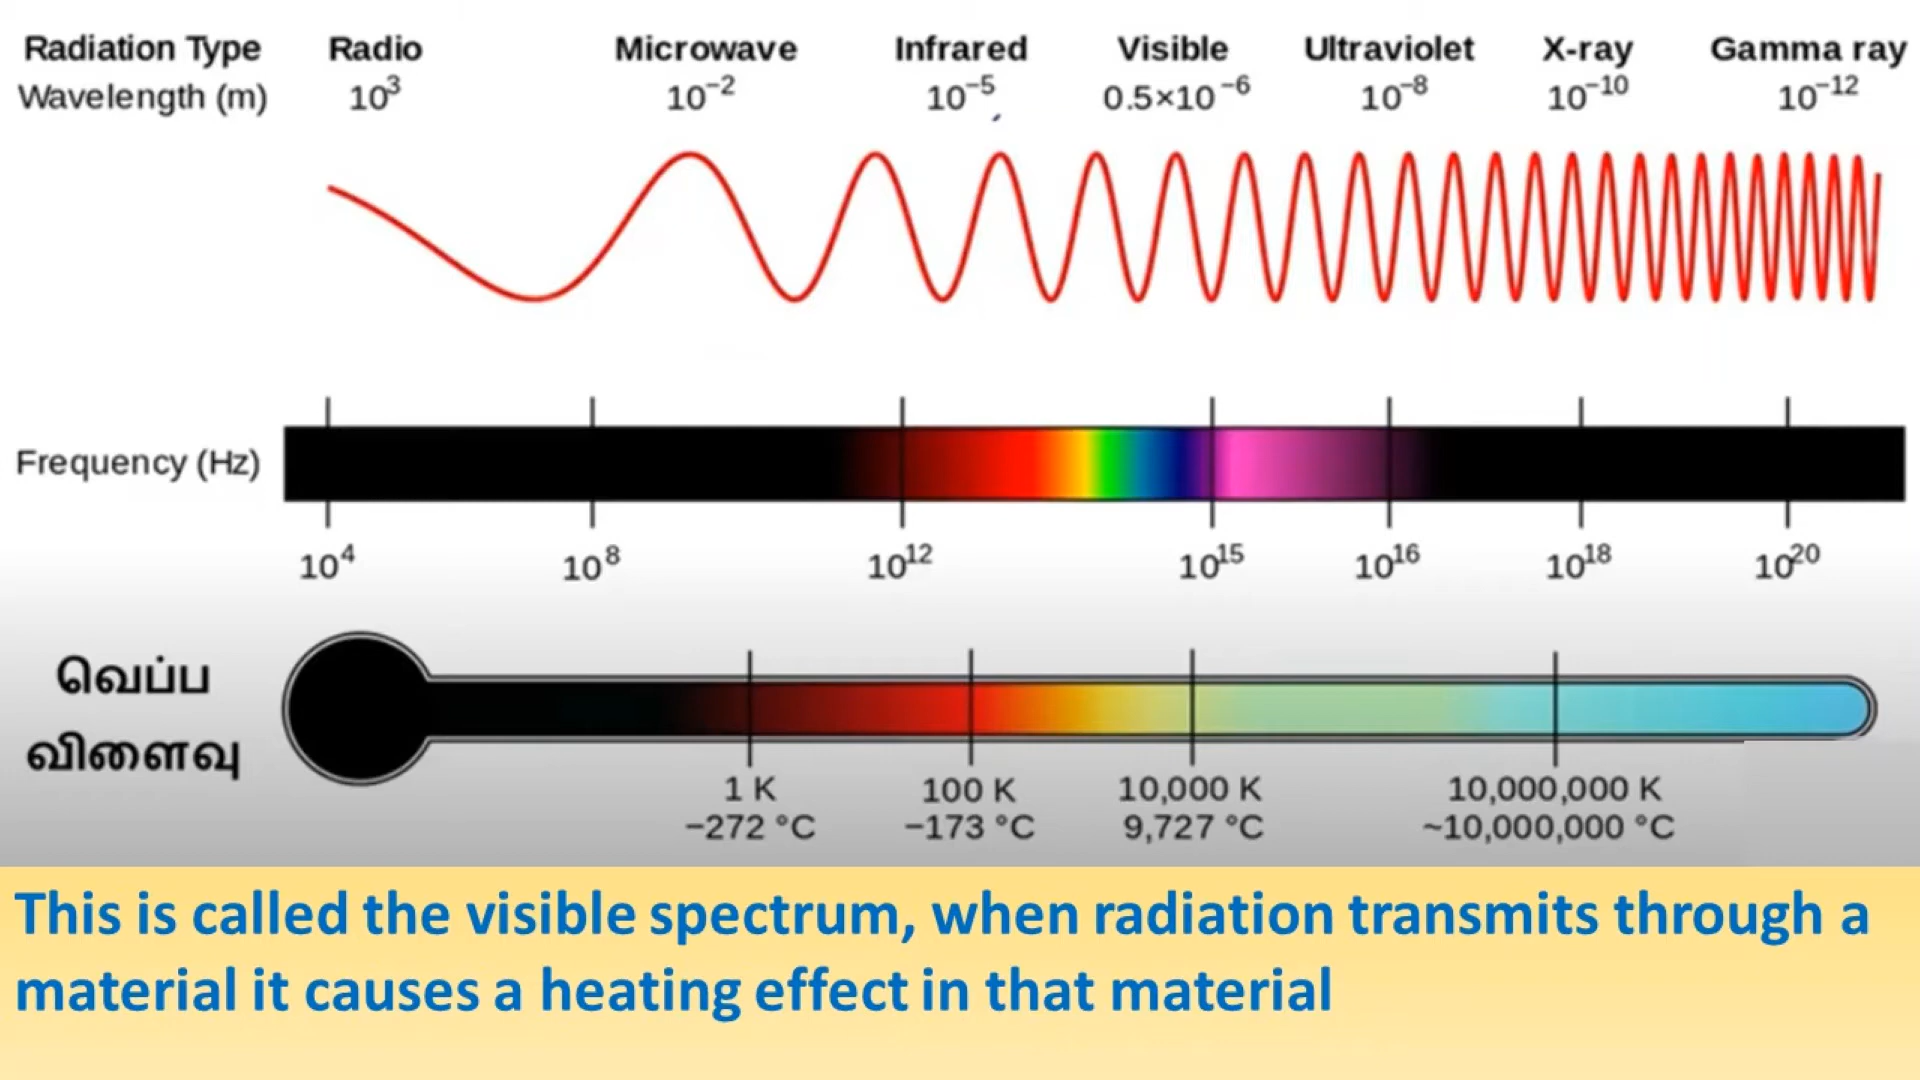 Radiation Type Radio Microwave Infrared Visible Ultraviolet X-ray Gamma ray
Wavelength (m) 10³ 10⁻² 10⁻⁵ 0.5×10⁻⁶ 10⁻⁸ 10⁻¹⁰ 10⁻¹²
Frequency (Hz)
10⁴ 10⁸ 10¹² 10¹⁵ 10¹⁶ 10¹⁸ 10²⁰
வெப்ப
விளைவு
1 K 100 K 10,000 K 10,000,000 K
−272 °C −173 °C 9,727 °C ~10,000,000 °C
This is called the visible spectrum, when radiation transmits through a
material it causes a heating effect in that material